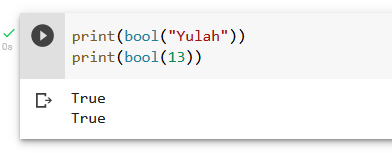 print(bool("Yulah"))
print(bool(13))
0s
True
True